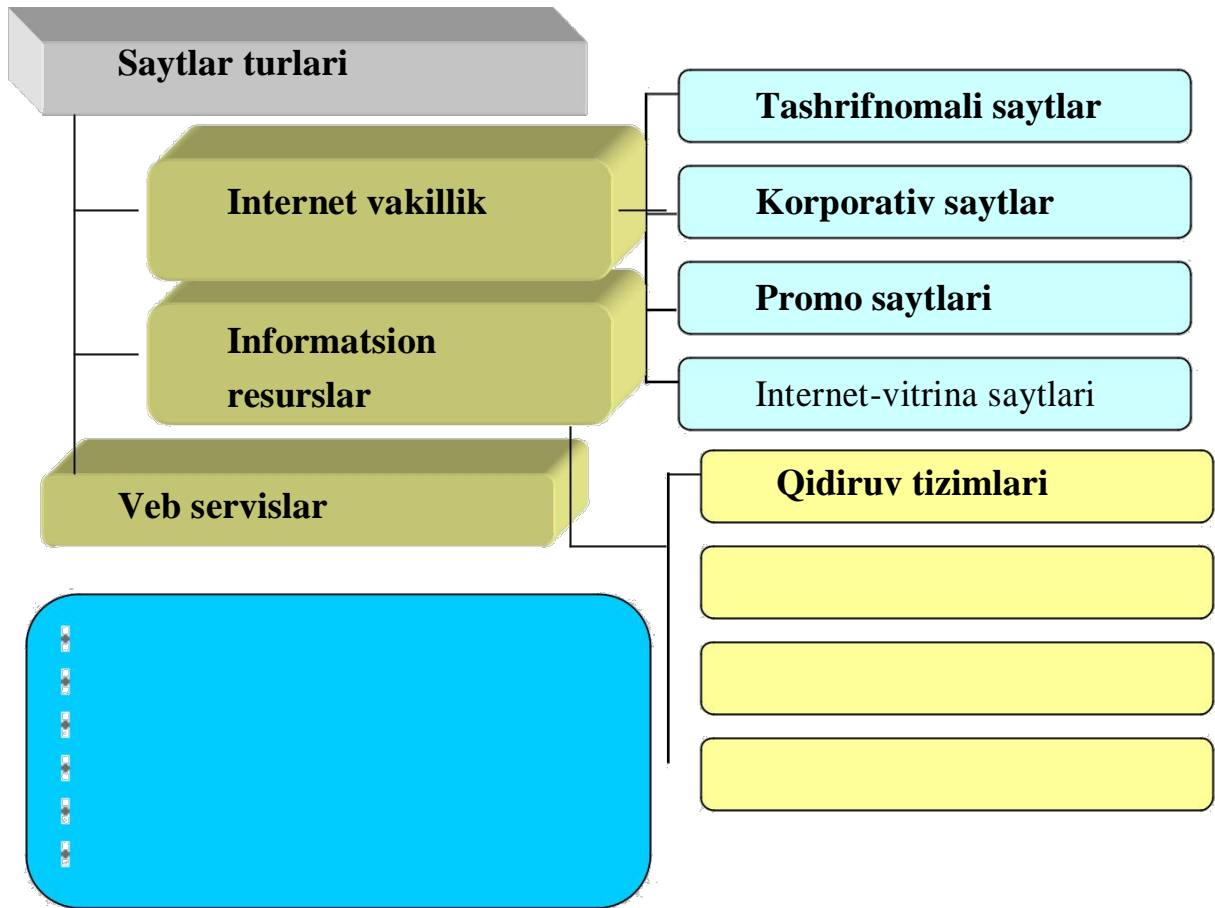 Saytlar turlari
Internet vakillik
Informatsion
resurslar
Veb servislar
Tashrifnomali saytlar
Korporativ saytlar
Promo saytlari
Internet-vitrina saytlari
Qidiruv tizimlari